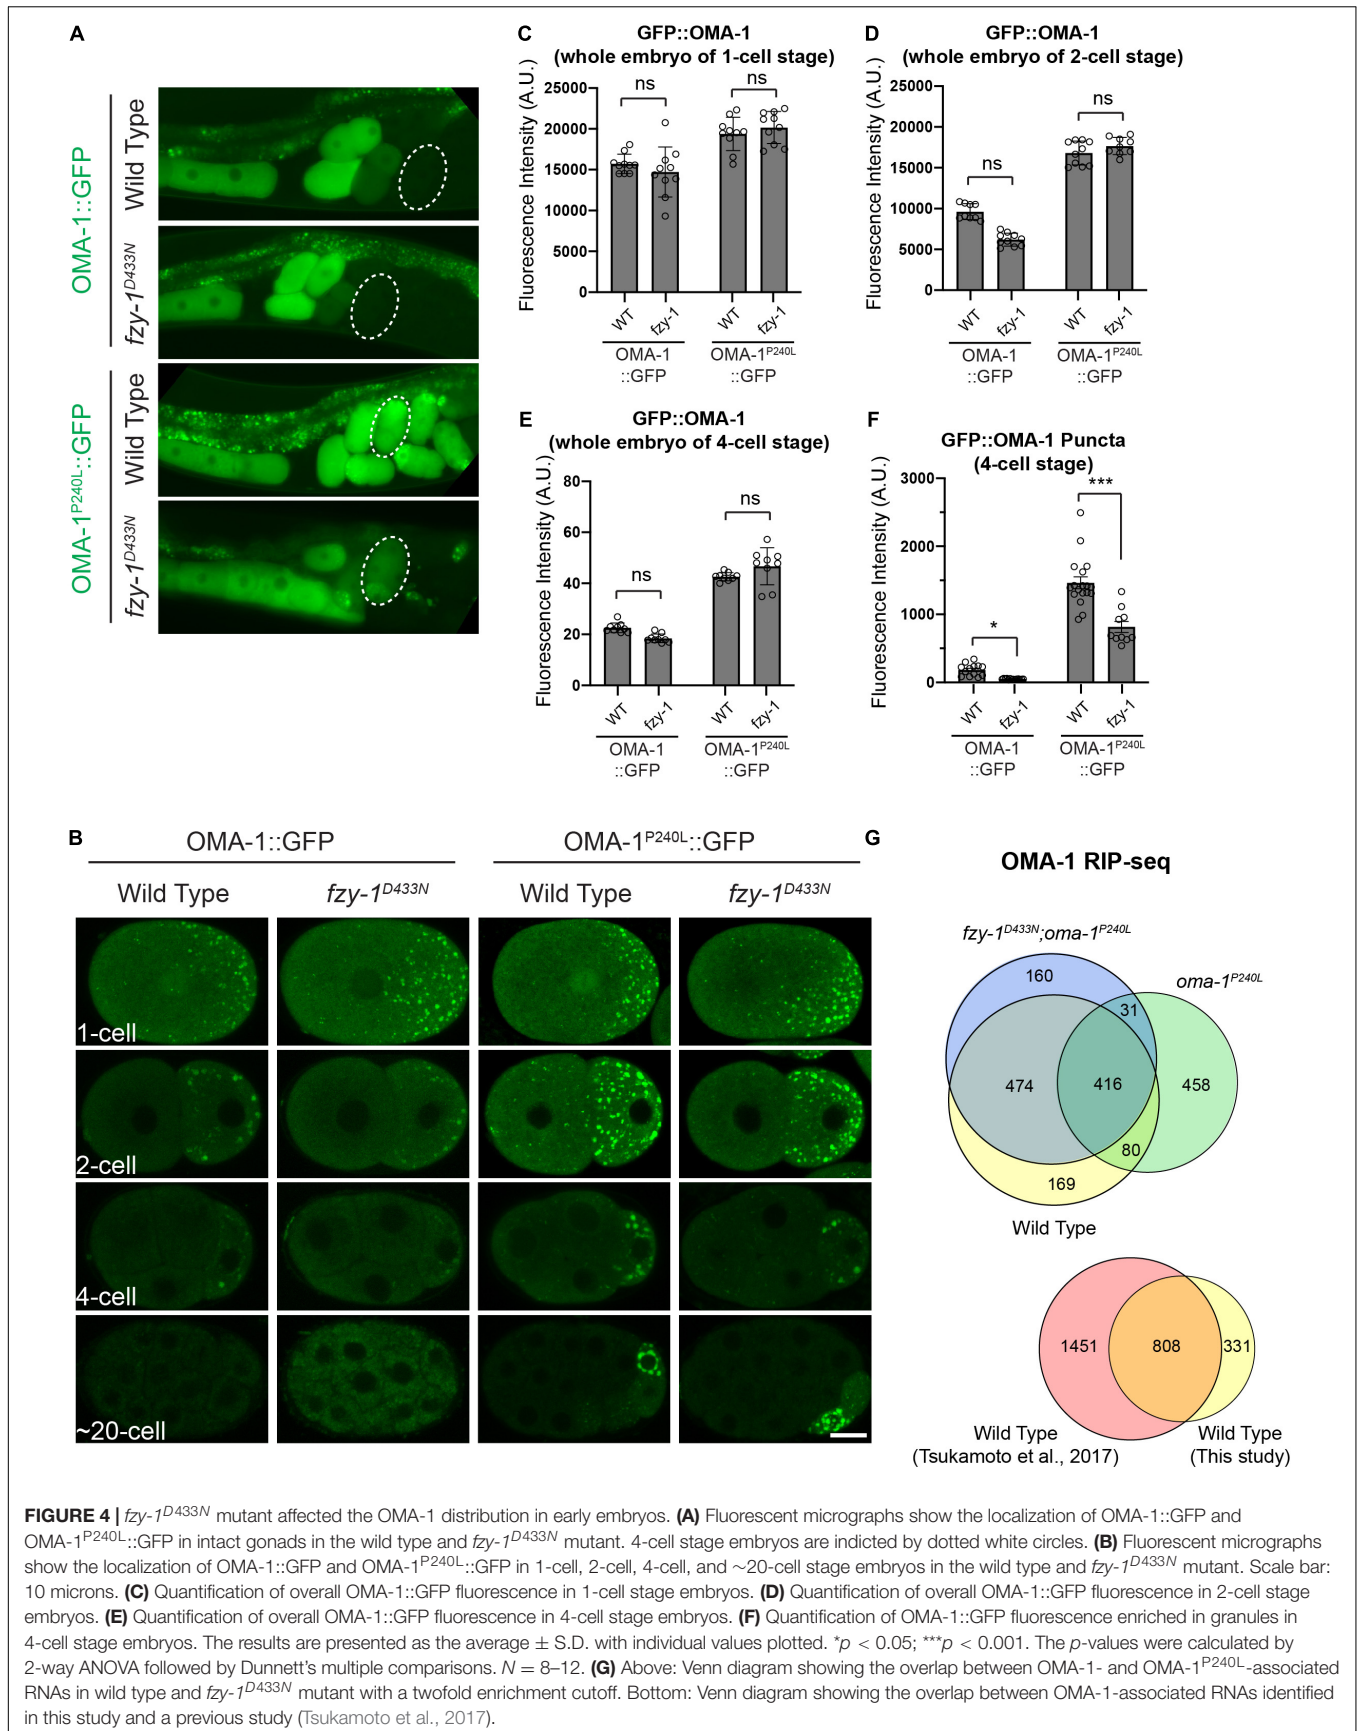 A
OMA-1::GFP
Wild Type
fzy-1D433N
OMA-1P240L::GFP
Wild Type
fzy-1D433N
C
GFP::OMA-1
(whole embryo of 1-cell stage)
Fluorescence Intensity (A.U.)
25000
20000
15000
10000
5000
0
ns
ns
WT
fzy-1
WT
fzy-1
OMA-1
::GFP
OMA-1P240L
::GFP
D
GFP::OMA-1
(whole embryo of 2-cell stage)
Fluorescence Intensity (A.U.)
25000
20000
15000
10000
5000
0
ns
ns
WT
fzy-1
WT
fzy-1
OMA-1
::GFP
OMA-1P240L
::GFP
E
GFP::OMA-1
(whole embryo of 4-cell stage)
Fluorescence Intensity (A.U.)
80
60
40
20
0
ns
ns
WT
fzy-1
WT
fzy-1
OMA-1
::GFP
OMA-1P240L
::GFP
F
GFP::OMA-1 Puncta
(4-cell stage)
Fluorescence Intensity (A.U.)
3000
2000
1000
0
*
***
WT
fzy-1
WT
fzy-1
OMA-1
::GFP
OMA-1P240L
::GFP
B
OMA-1::GFP
OMA-1P240L::GFP
Wild Type
fzy-1D433N
Wild Type
fzy-1D433N
1-cell
2-cell
4-cell
~20-cell
G
OMA-1 RIP-seq
fzy-1D433N;oma-1P240L
oma-1P240L
160
31
474
416
458
80
169
Wild Type
1451
808
331
Wild Type
(Tsukamoto et al., 2017)
Wild Type
(This study)
FIGURE 4 | fzy-1D433N mutant affected the OMA-1 distribution in early embryos. (A) Fluorescent micrographs show the localization of OMA-1::GFP and
OMA-1P240L::GFP in intact gonads in the wild type and fzy-1D433N mutant. 4-cell stage embryos are indicted by dotted white circles. (B) Fluorescent micrographs
show the localization of OMA-1::GFP and OMA-1P240L::GFP in 1-cell, 2-cell, 4-cell, and ~20-cell stage embryos in the wild type and fzy-1D433N mutant. Scale bar:
10 microns. (C) Quantification of overall OMA-1::GFP fluorescence in 1-cell stage embryos. (D) Quantification of overall OMA-1::GFP fluorescence in 2-cell stage
embryos. (E) Quantification of overall OMA-1::GFP fluorescence in 4-cell stage embryos. (F) Quantification of OMA-1::GFP fluorescence enriched in granules in
4-cell stage embryos. The results are presented as the average ± S.D. with individual values plotted. *p < 0.05; ***p < 0.001. The p-values were calculated by
2-way ANOVA followed by Dunnett's multiple comparisons. N = 8–12. (G) Above: Venn diagram showing the overlap between OMA-1- and OMA-1P240L-associated
RNAs in wild type and fzy-1D433N mutant with a twofold enrichment cutoff. Bottom: Venn diagram showing the overlap between OMA-1-associated RNAs identified
in this study and a previous study (Tsukamoto et al., 2017).